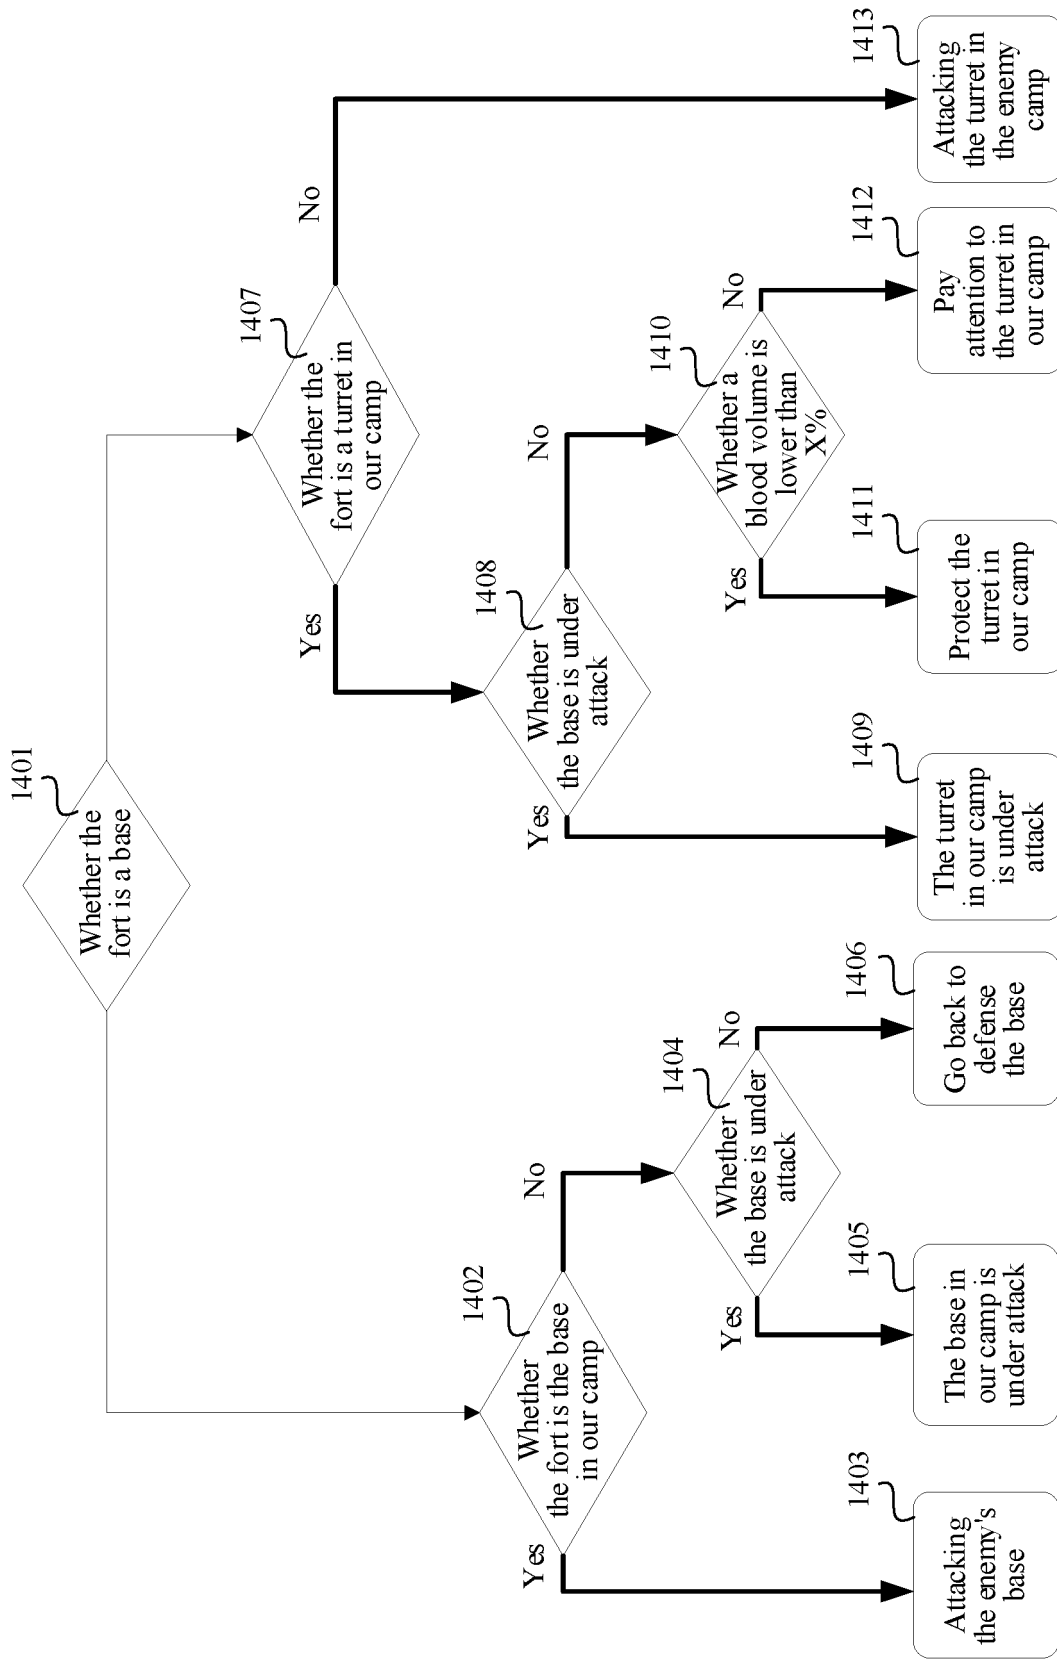 1401
Whether the
fort is a base
1402
Whether
the fort is the base
in our camp
Yes
No
1403
Attacking
the enemy's
base
1404
Whether
the base is under
attack
Yes
No
1405
The base in
our camp is
under attack
1406
Go back to
defense
the base
1407
Whether the
fort is a turret in
our camp
Yes
No
1408
Whether
the base is under
attack
Yes
No
1409
The turret
in our camp
is under
attack
1410
Whether a
blood volume is
lower than
X%
Yes
No
1411
Protect the
turret in
our camp
1412
Pay
attention to
the turret in
our camp
1413
Attacking
the turret in
the enemy
camp